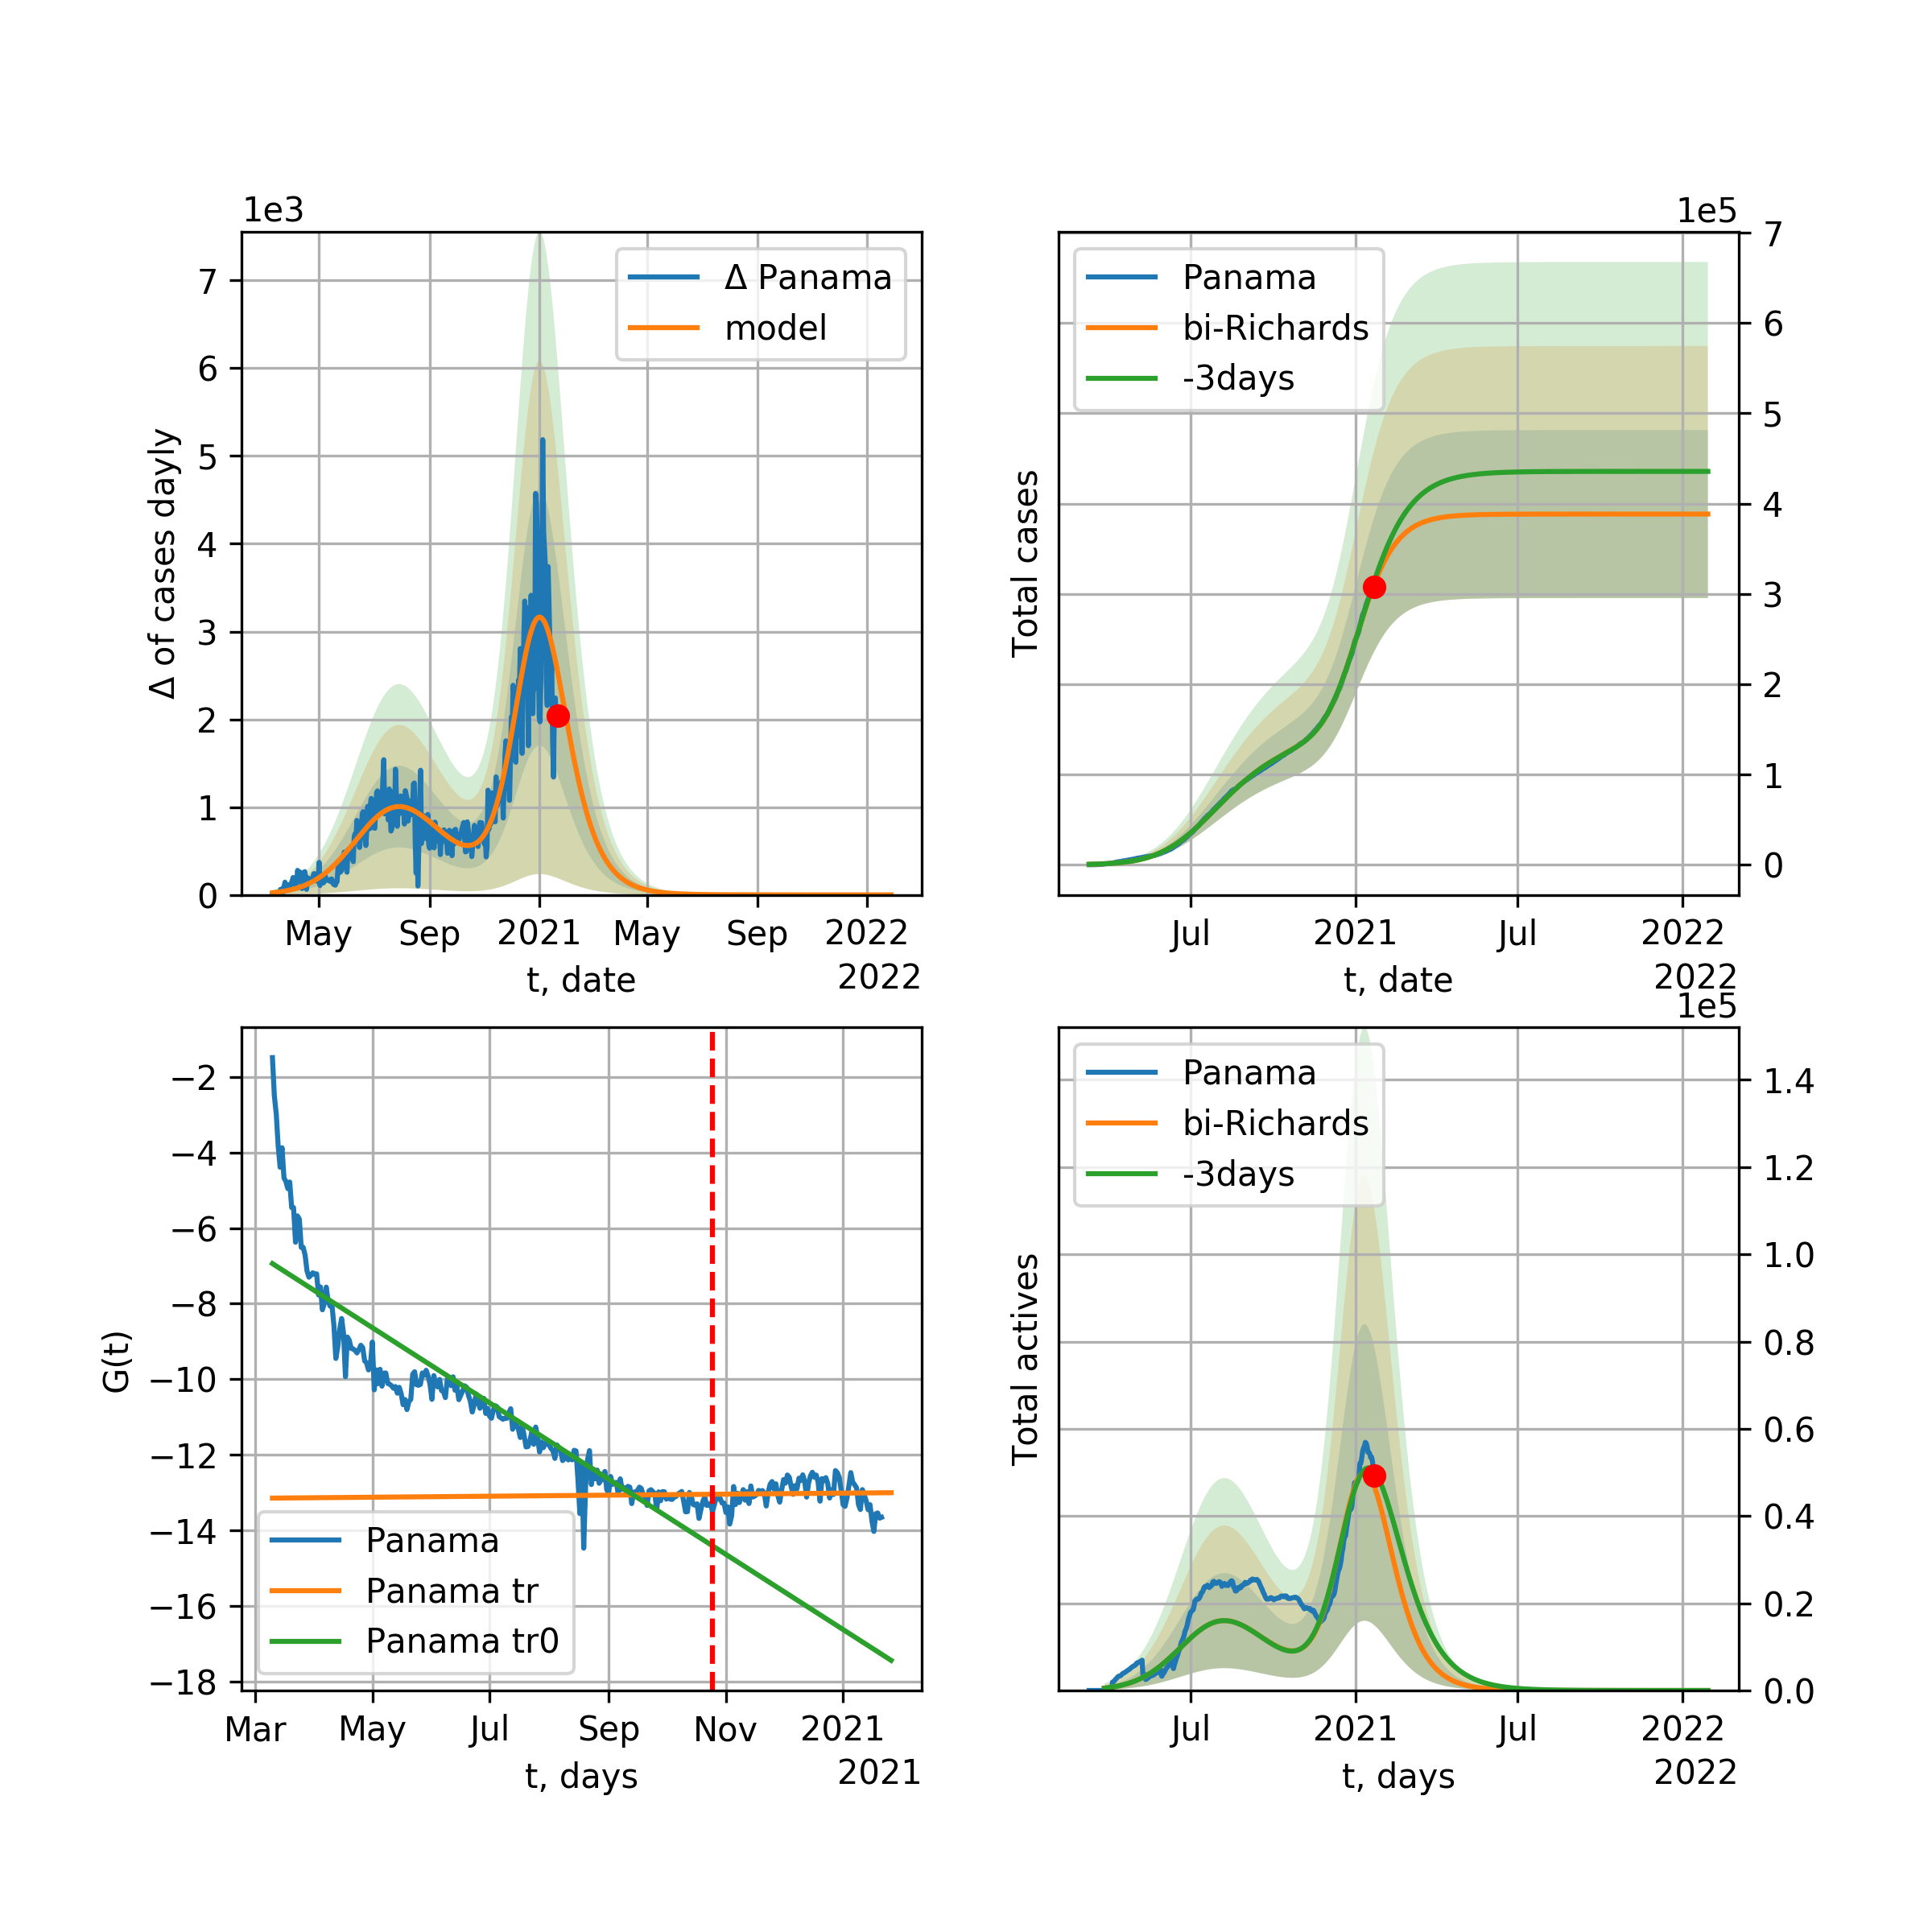 1e3
Δ of cases dayly
7
6
5
4
3
2
1
0
Δ Panama
model
May Sep 2021 May Sep 2022
t, date
2022
1e5
Total cases
Panama
bi-Richards
-3days
7
6
5
4
3
2
1
0
Jul 2021 Jul 2022
t, date
2022
G(t)
−2
−4
−6
−8
−10
−12
−14
−16
−18
Panama
Panama tr
Panama tr0
Mar May Jul Sep Nov 2021
t, days
2021
1e5
Total actives
Panama
bi-Richards
-3days
1.4
1.2
1.0
0.8
0.6
0.4
0.2
0.0
Jul 2021 Jul 2022
t, days
2022